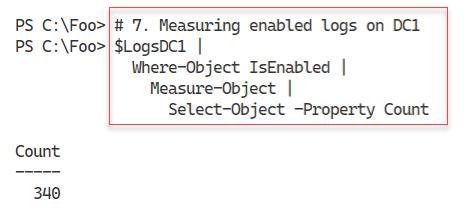 PS C:\Foo> # 7. Measuring enabled logs on DC1
PS C:\Foo> $LogsDC1 |
Where-Object IsEnabled |
Measure-Object |
Select-Object -Property Count
Count
-----
340